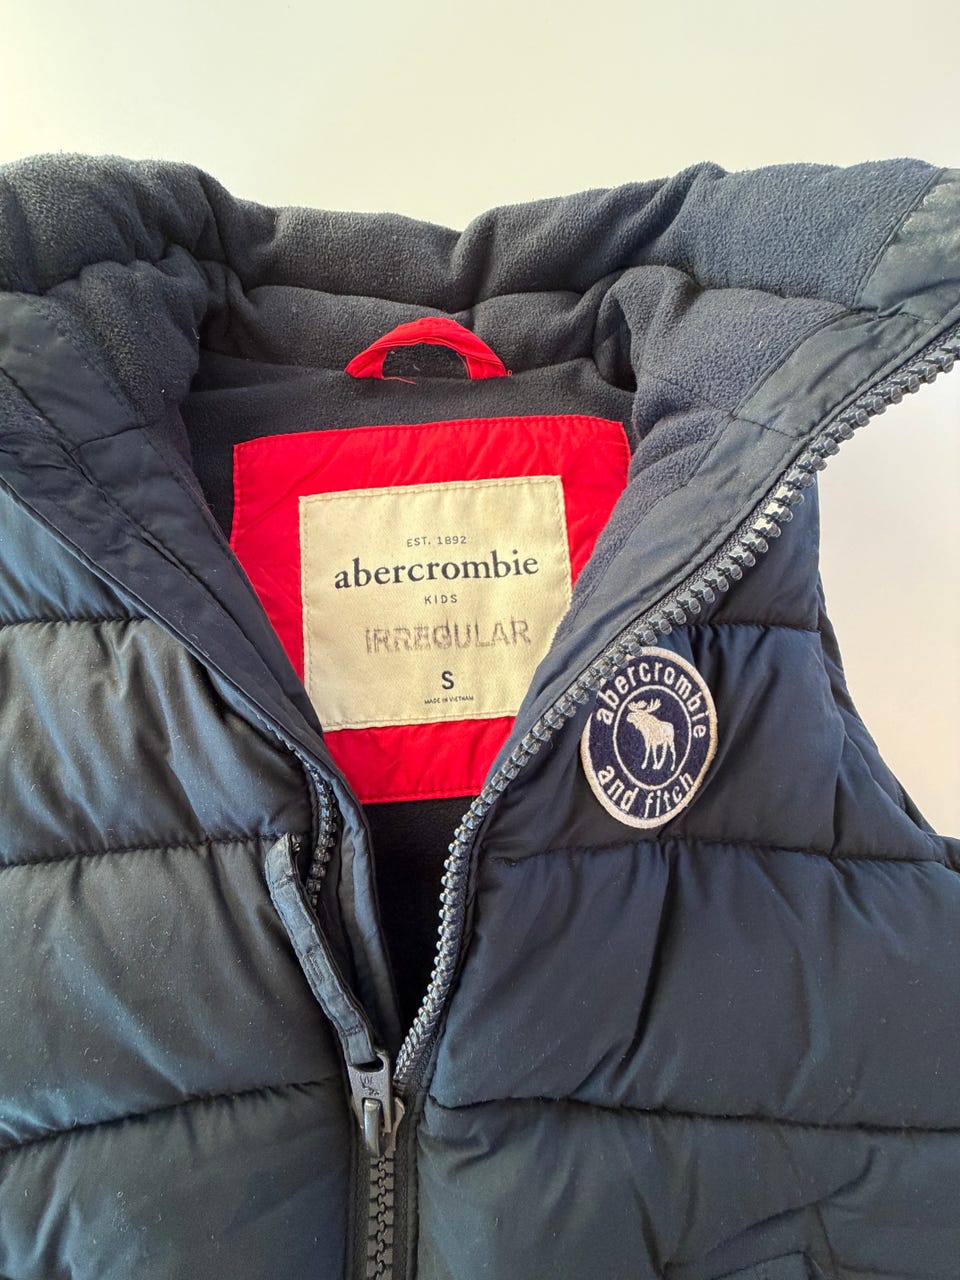 EST. 1892
abercrombie
KIDS
IRREGULAR
S
MADE IN VIETNAM
abercrombie
and fitch